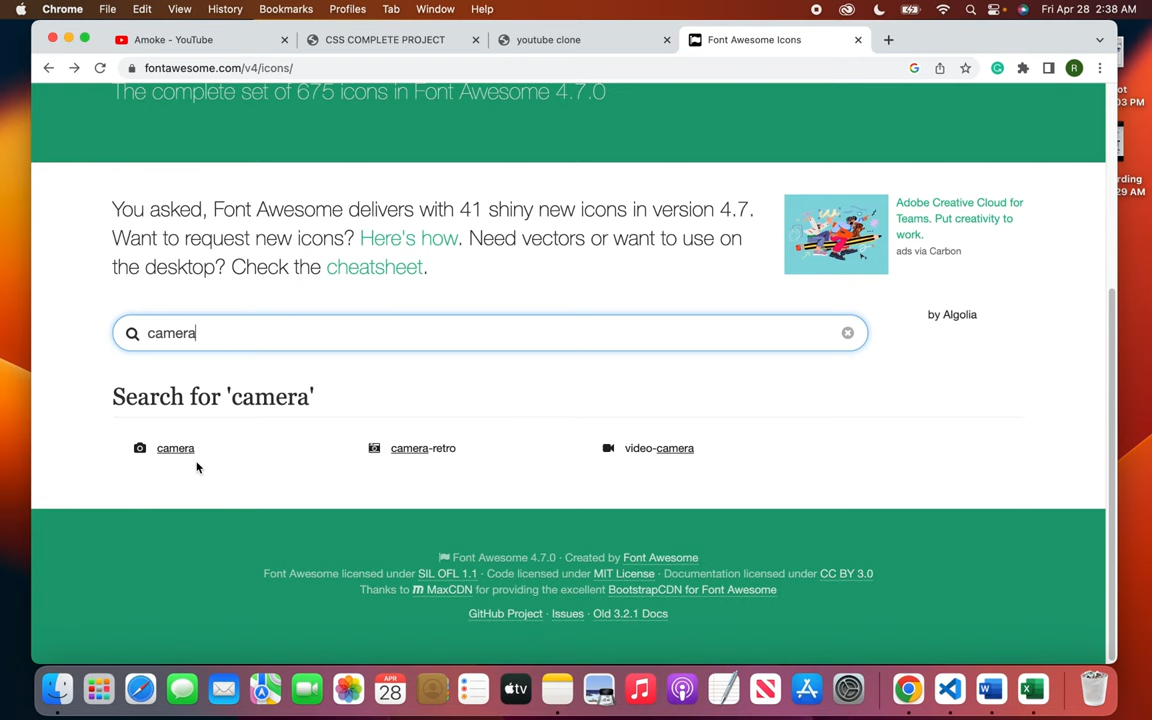 Chrome File Edit View History Bookmarks Profiles Tab Window Help Fri Apr 28 2:38 AM
Amoke - YouTube CSS COMPLETE PROJECT youtube clone Font Awesome Icons
fontawesome.com/v4/icons/ R
The complete set of 675 icons in Font Awesome 4.7.0
ot
03 PM
rding
29 AM
You asked, Font Awesome delivers with 41 shiny new icons in version 4.7.
Want to request new icons? Here's how. Need vectors or want to use on
the desktop? Check the cheatsheet.
Adobe Creative Cloud for
Teams. Put creativity to
work.
ads via Carbon
by Algolia
camera
Search for 'camera'
camera camera-retro video-camera
Font Awesome 4.7.0 · Created by Font Awesome
Font Awesome licensed under SIL OFL 1.1 · Code licensed under MIT License · Documentation licensed under CC BY 3.0
Thanks to MaxCDN for providing the excellent BootstrapCDN for Font Awesome
GitHub Project · Issues · Old 3.2.1 Docs
APR
28
tv
W
X